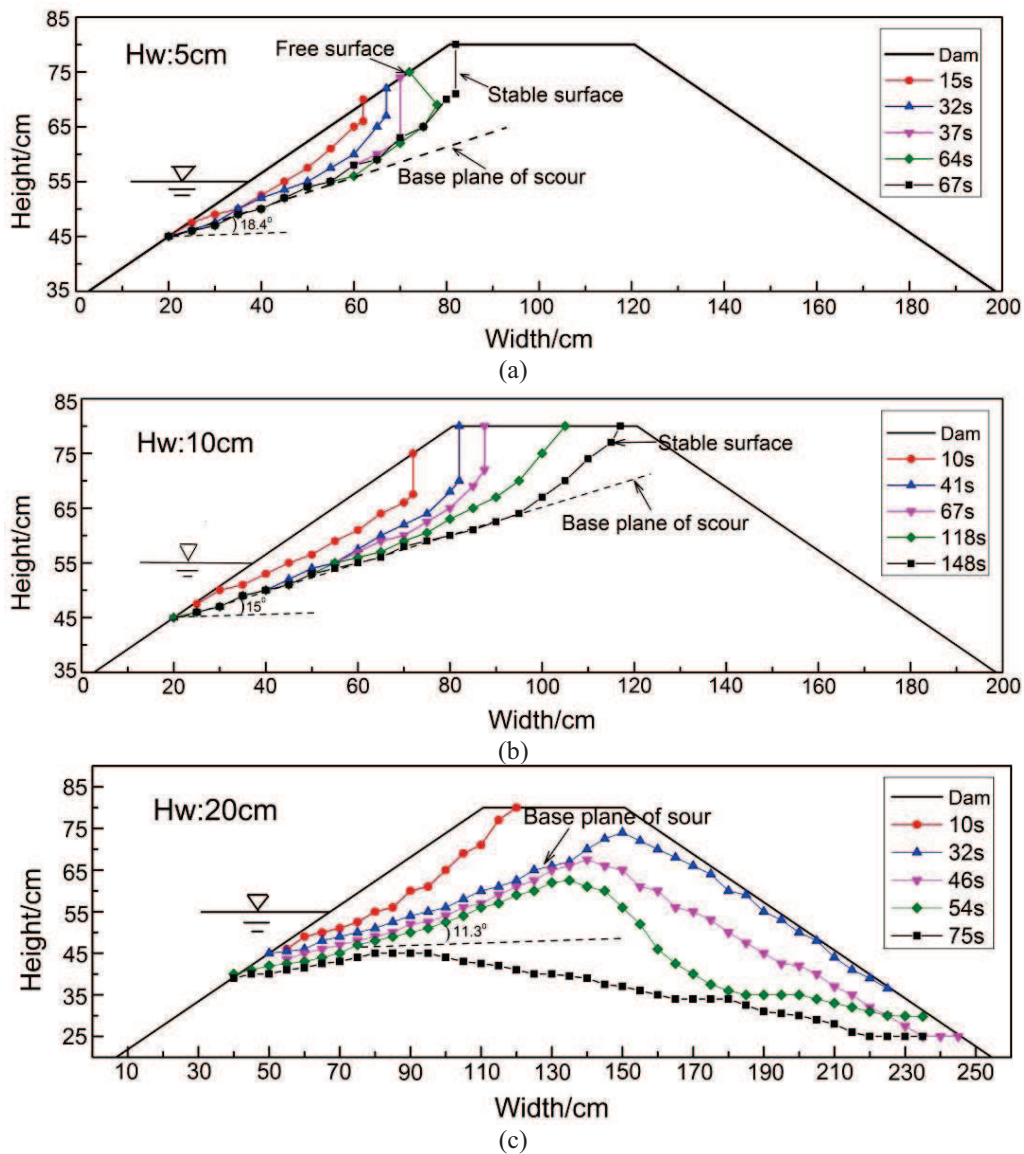 85
Hw:5cm
Free surface
Dam
15s
32s
37s
64s
67s
75
Stable surface
65
Height/cm
Base plane of scour
55
45
18.4°
35
20 40 60 80 100 120 140 160 180 200
Width/cm
(a)
85
Hw:10cm
Dam
10s
41s
67s
118s
148s
75
Stable surface
65
Height/cm
Base plane of scour
55
45
15°
35
0 20 40 60 80 100 120 140 160 180 200
Width/cm
(b)
85
Hw:20cm
Dam
10s
32s
46s
54s
75s
75
Base plane of sour
65
Height/cm
55
45
11.3°
35
25
10 30 50 70 90 110 130 150 170 190 210 230 250
Width/cm
(c)